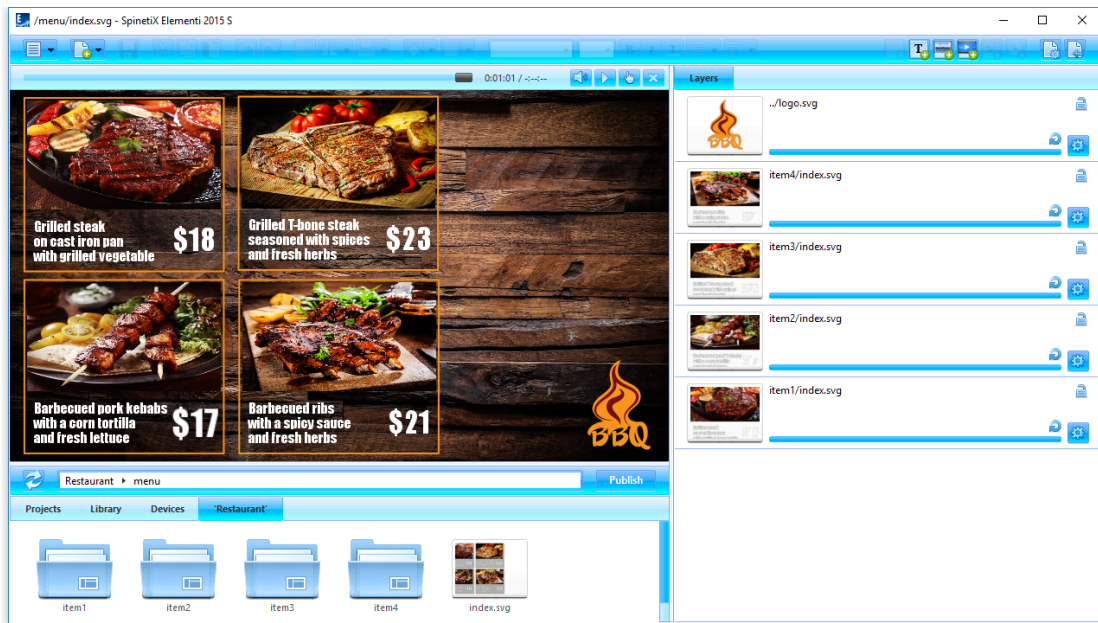 /menu/index.svg - SpinetiX Elementi 2015 S
0:01:01 / -:--:--
Layers
Grilled steak
on cast iron pan
with grilled vegetable
$18
Grilled T-bone steak
seasoned with spices
and fresh herbs
$23
Barbecued pork kebabs
with a corn tortilla
and fresh lettuce
$17
Barbecued ribs
with a spicy sauce
and fresh herbs
$21
BBQ
../logo.svg
BBQ
item4/index.svg
item3/index.svg
item2/index.svg
item1/index.svg
Restaurant menu
Publish
Projects Library Devices 'Restaurant'
item1 item2 item3 item4 index.svg